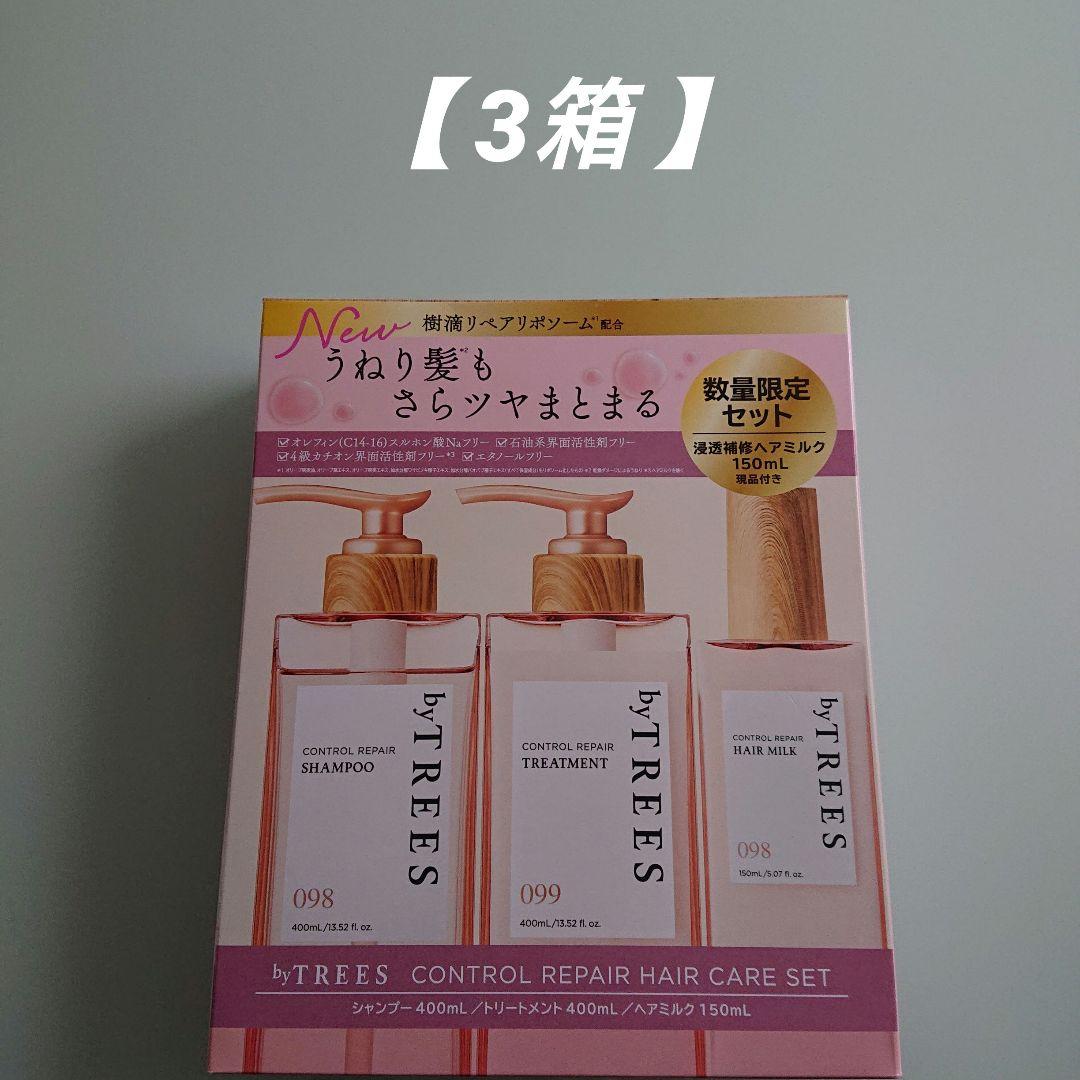 【3箱】
New
樹滴リペアリポソーム*1配合
うねり髪*2も
さらツヤまとまる
数量限定
セット
浸透補修ヘアミルク
150mL
現品付き
☑オレフィン(C14-16)スルホン酸Naフリー ☑石油系界面活性剤フリー
☑4級カチオン界面活性剤フリー*3 ☑エタノールフリー
CONTROL REPAIR
SHAMPOO
byTREES
098
400mL/13.52 fl. oz.
CONTROL REPAIR
TREATMENT
byTREES
099
400mL/13.52 fl. oz.
CONTROL REPAIR
HAIR MILK
byTREES
098
150mL/5.07 fl. oz.
byTREES CONTROL REPAIR HAIR CARE SET
シャンプー400mL／トリートメント400mL／ヘアミルク150mL